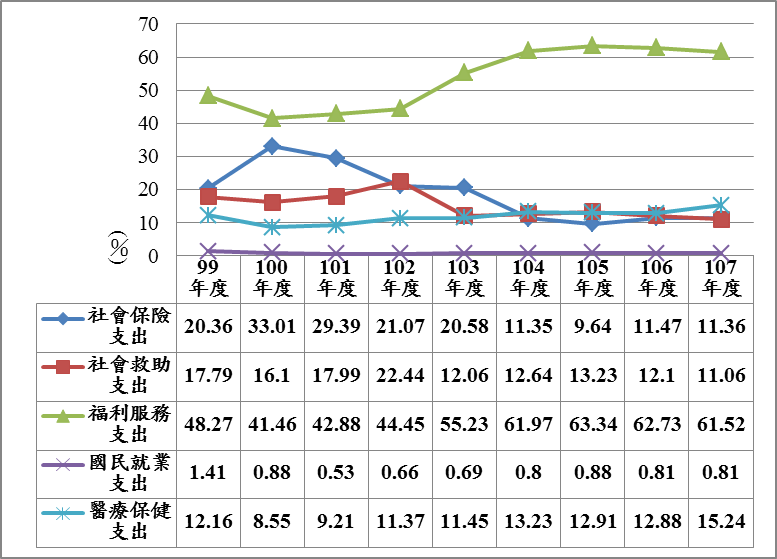 70
60
50
40
30
20
10
0
(%)
99 100 101 102 103 104 105 106 107
年度 年度 年度 年度 年度 年度 年度 年度 年度
社會保險
支出
20.36 33.01 29.39 21.07 20.58 11.35 9.64 11.47 11.36
社會救助
支出
17.79 16.1 17.99 22.44 12.06 12.64 13.23 12.1 11.06
福利服務
支出
48.27 41.46 42.88 44.45 55.23 61.97 63.34 62.73 61.52
國民就業
支出
1.41 0.88 0.53 0.66 0.69 0.8 0.88 0.81 0.81
醫療保健
支出
12.16 8.55 9.21 11.37 11.45 13.23 12.91 12.88 15.24